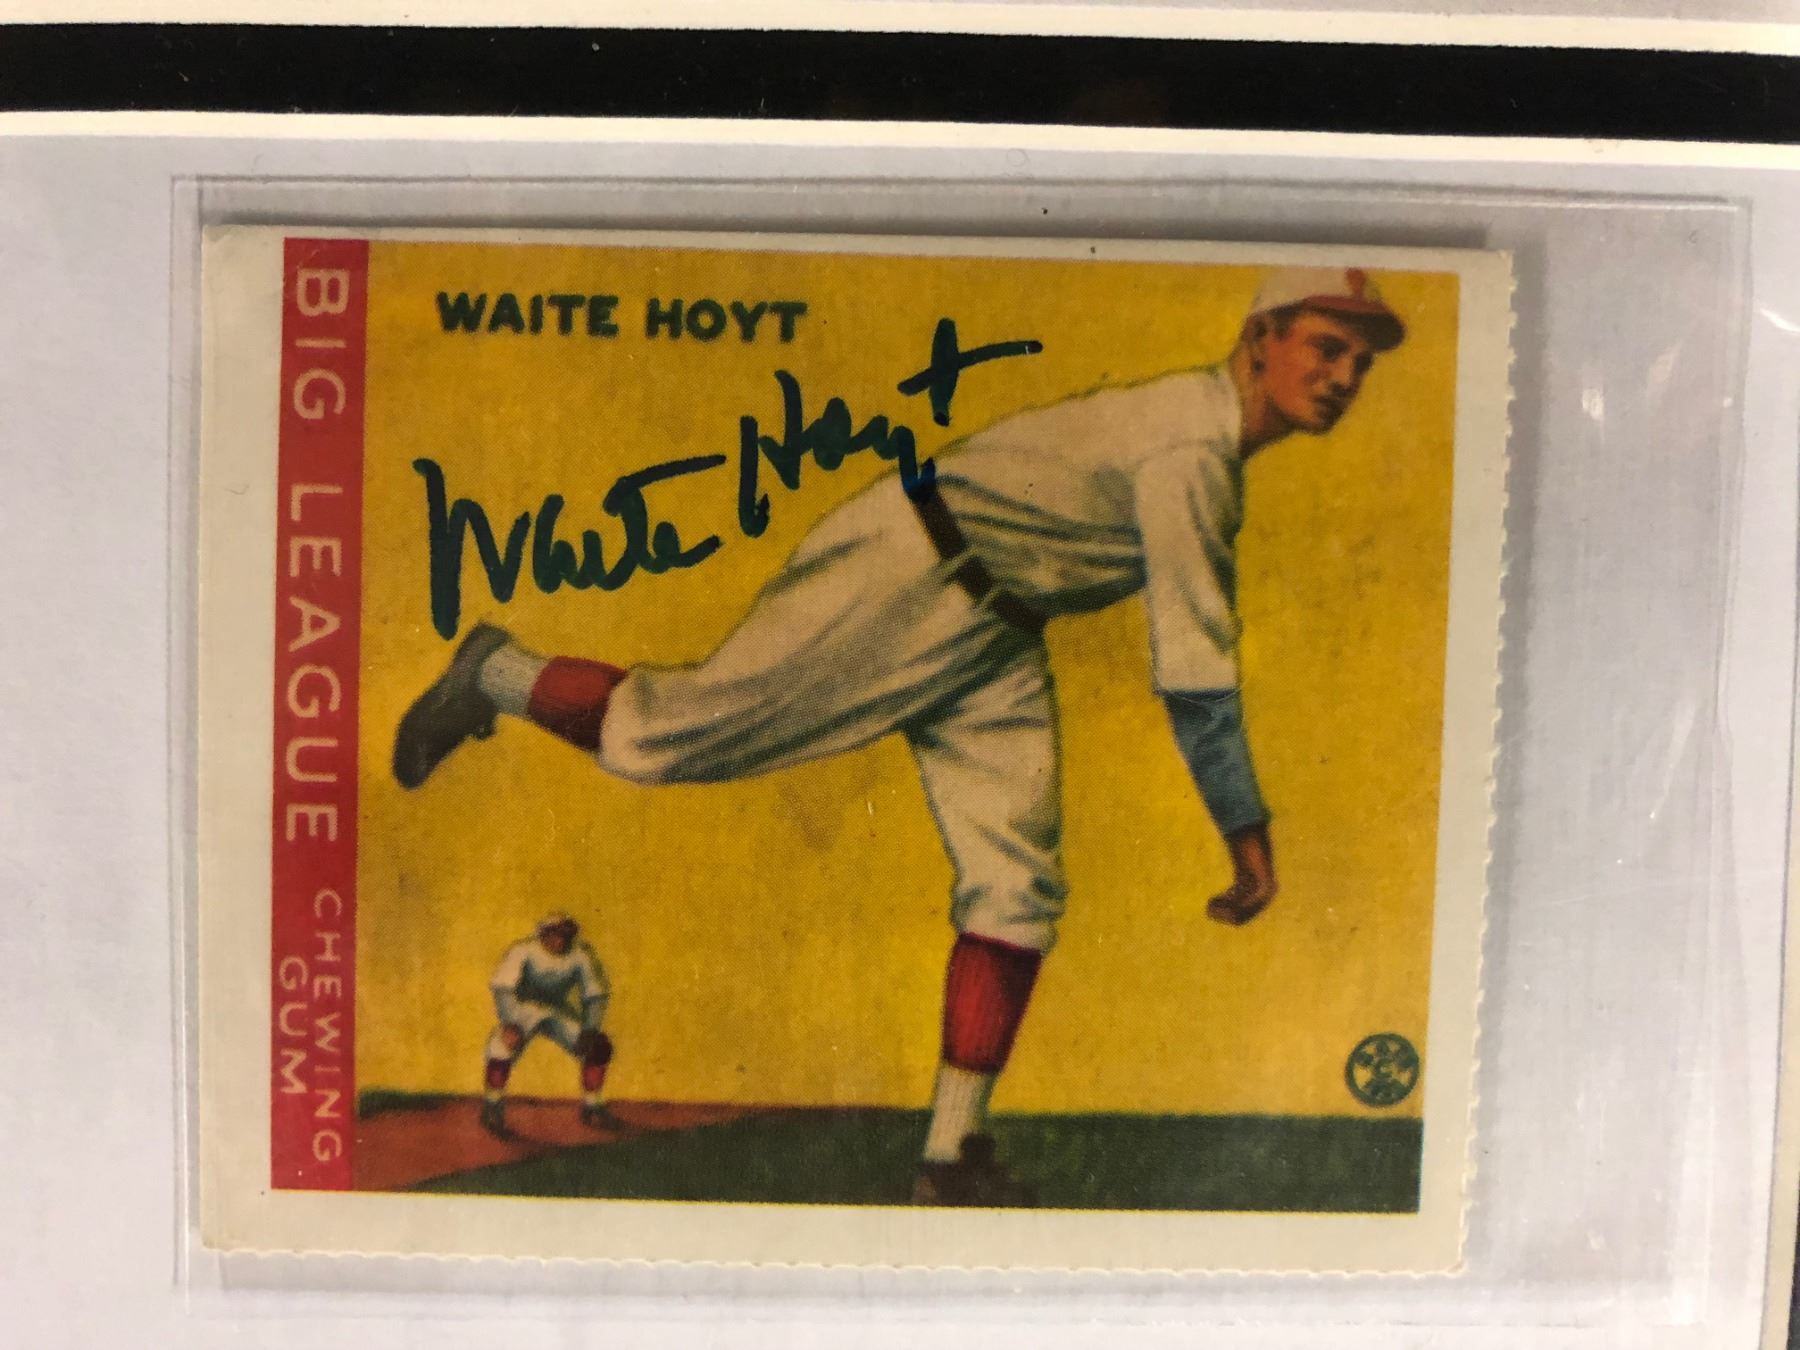 WAITE HOYT
Waite Hoyt
BIG LEAGUE CHEWING
GUM